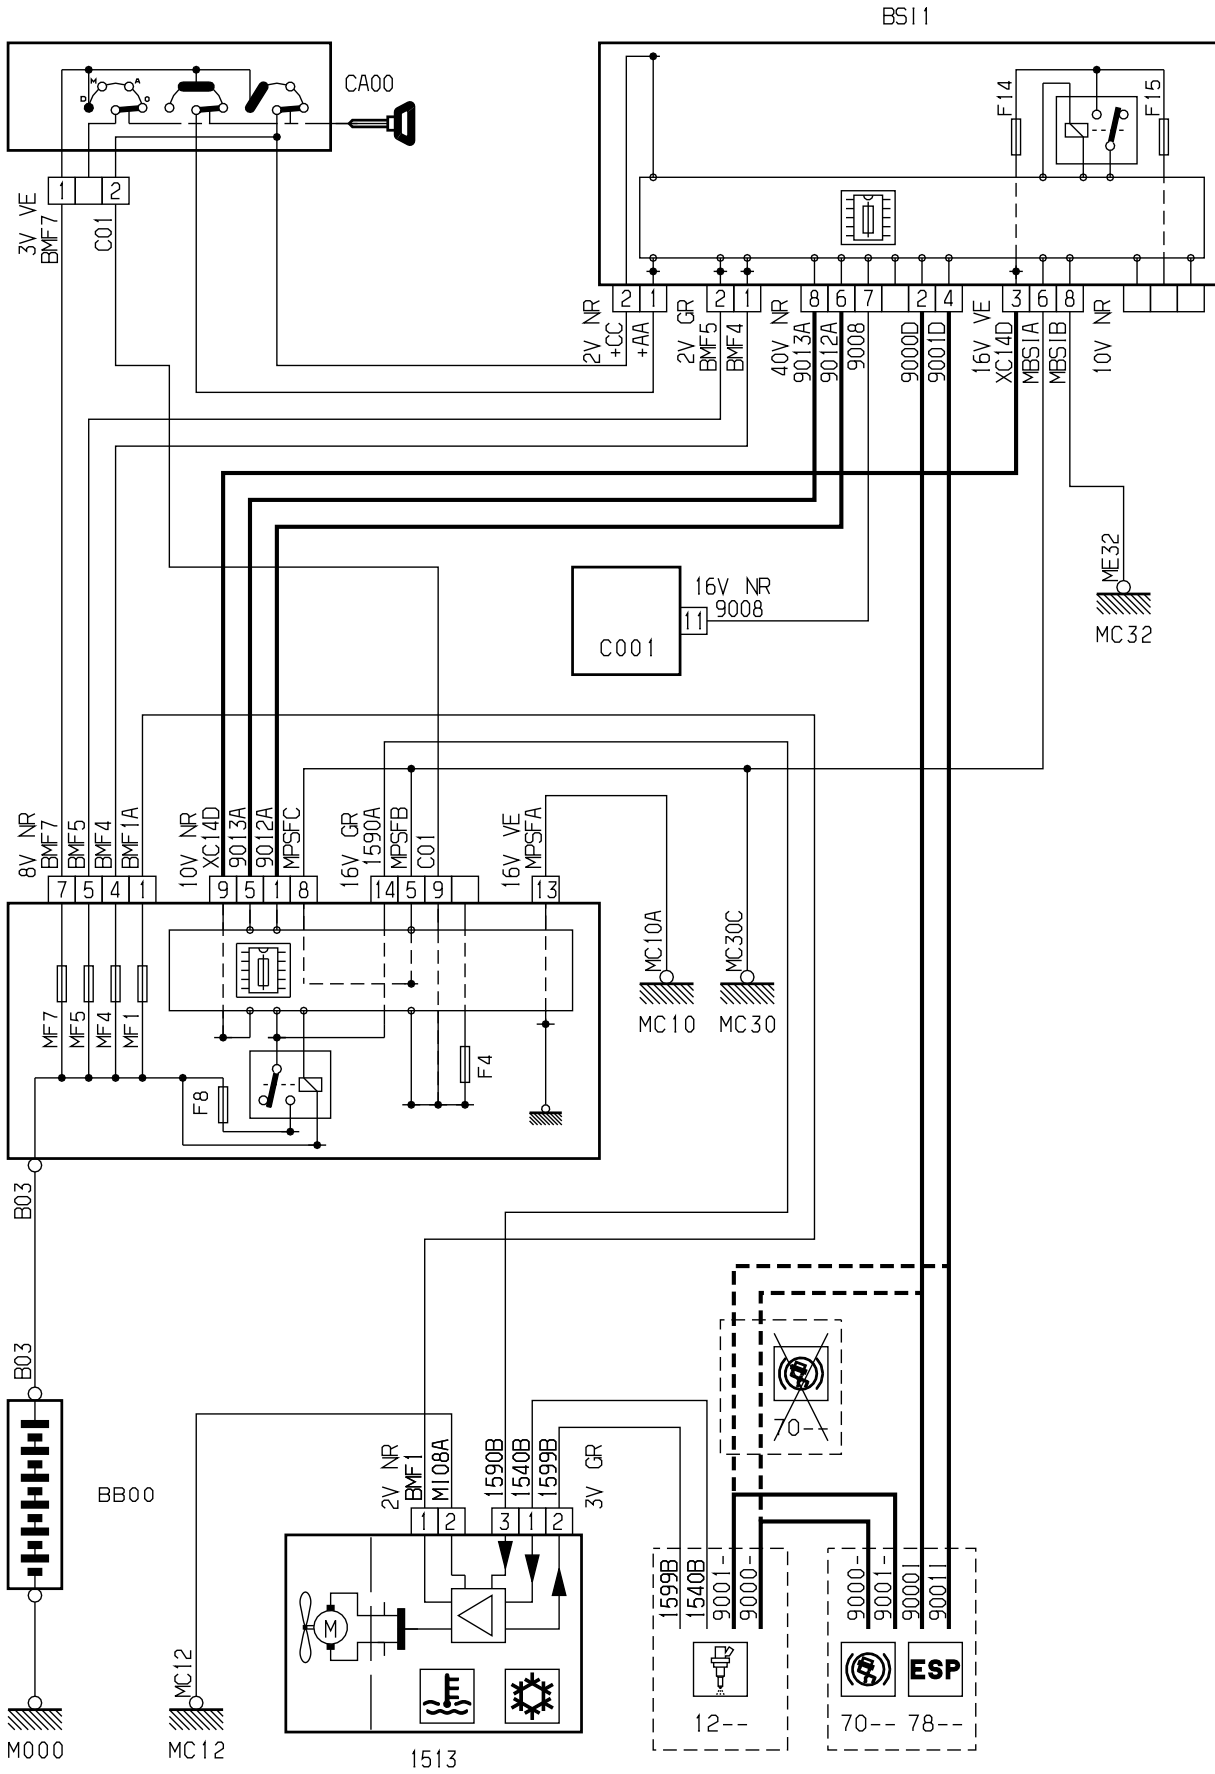 BSI1
CA00
M
A
D
C
F14
F15
1
2
3V VE
BMF7
C01
2
1
2
1
8
6
7
2
4
3
6
8
2V NR
+CC
+AA
2V GR
BMF5
BMF4
40V NR
9013A
9012A
9008
9000D
9001D
16V VE
XC14D
MBSIA
MBSIB
10V NR
ME32
MC32
16V NR
9008
11
C001
8V NR
BMF7
BMF5
BMF4
BMF1A
10V NR
XC14D
9013A
9012A
MPSFC
16V GR
1590A
MPSFB
C01
16V VE
MPSFA
7
5
4
1
9
5
1
8
14
5
9
13
MC10A
MC30C
MC10
MC30
MF7
MF5
MF4
MF1
F8
F4
B03
B03
BB00
M000
MC12
MC12
2V NR
BMF1
MI08A
1590B
1540B
1599B
3V GR
1
2
3
1
2
M
1513
70--
1599B
1540B
9001-
9000-
12--
9000-
9001-
9000I
9001I
ESP
70--
78--